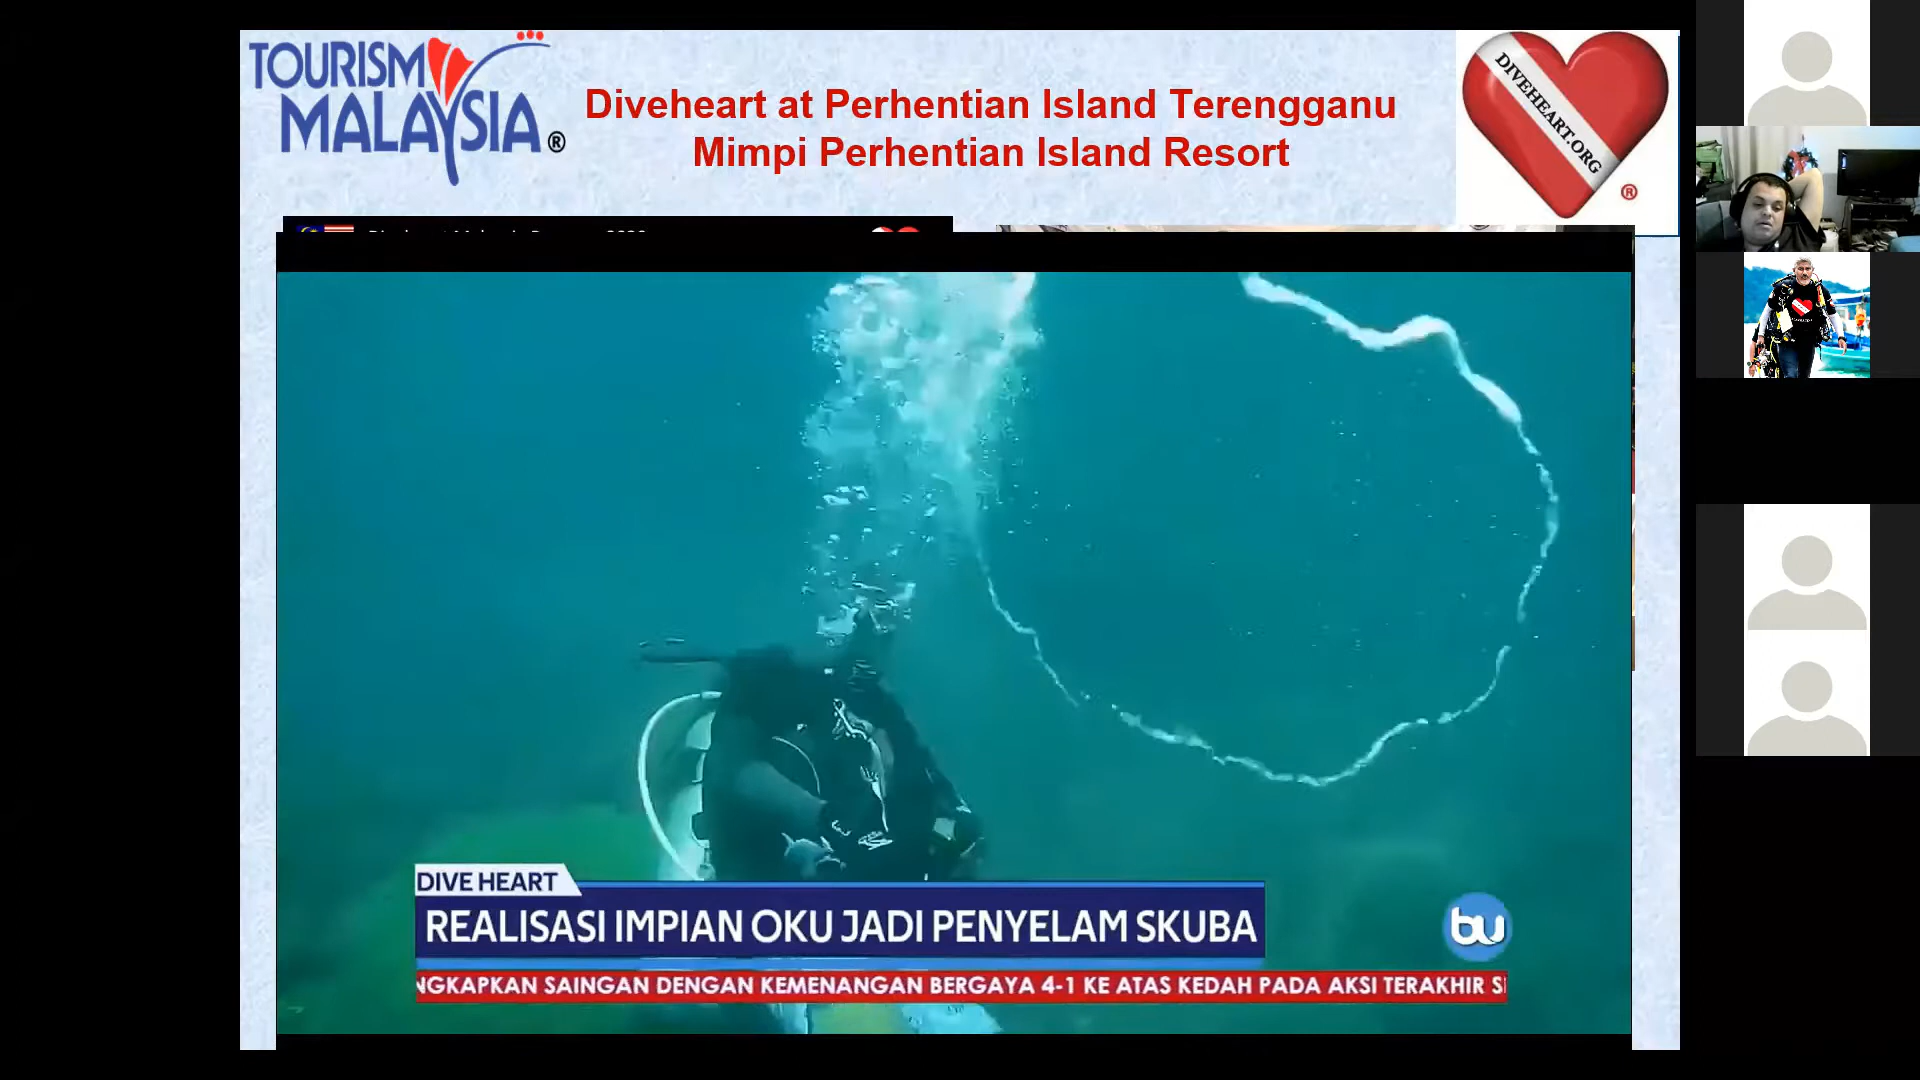 TOURISM
MALAYSIA®
Diveheart at Perhentian Island Terengganu
Mimpi Perhentian Island Resort
DIVEHEART.ORG
®
DIVE HEART
REALISASI IMPIAN OKU JADI PENYELAM SKUBA
bu
NGKAPKAN SAINGAN DENGAN KEMENANGAN BERGAYA 4-1 KE ATAS KEDAH PADA AKSI TERAKHIR S